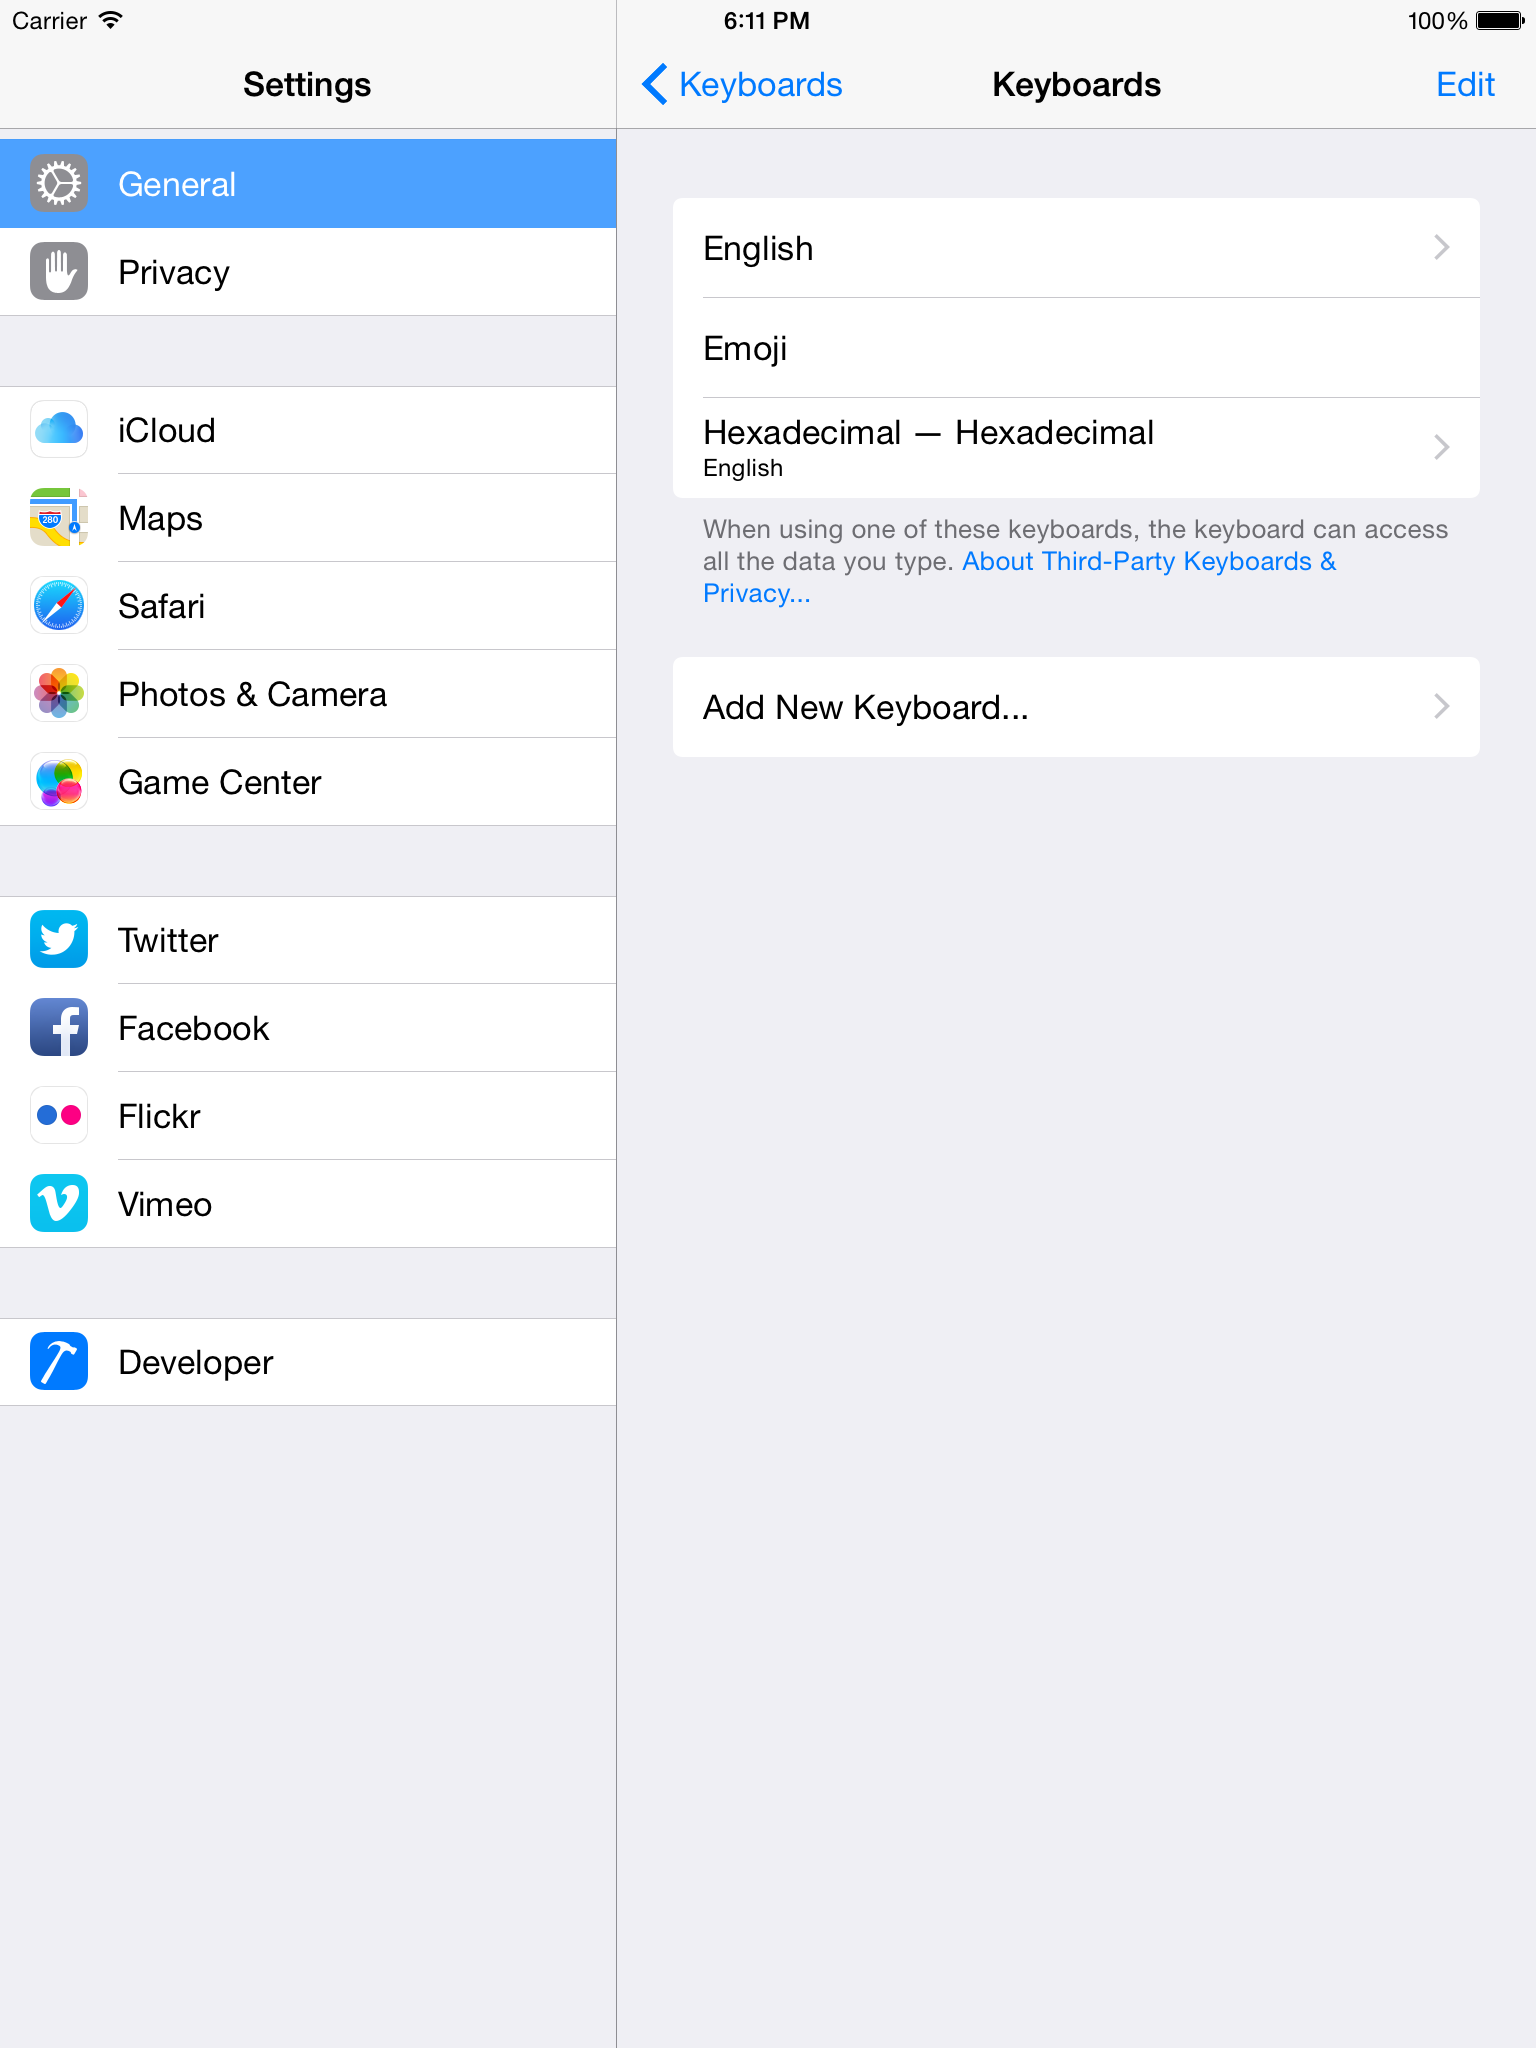 Carrier 6:11 PM 100%
Settings
Keyboards Keyboards Edit
General
Privacy
iCloud
Maps
280
Safari
Photos & Camera
Game Center
Twitter
Facebook
Flickr
Vimeo
Developer
English
Emoji
Hexadecimal — Hexadecimal
English
When using one of these keyboards, the keyboard can access
all the data you type. About Third-Party Keyboards &
Privacy...
Add New Keyboard...